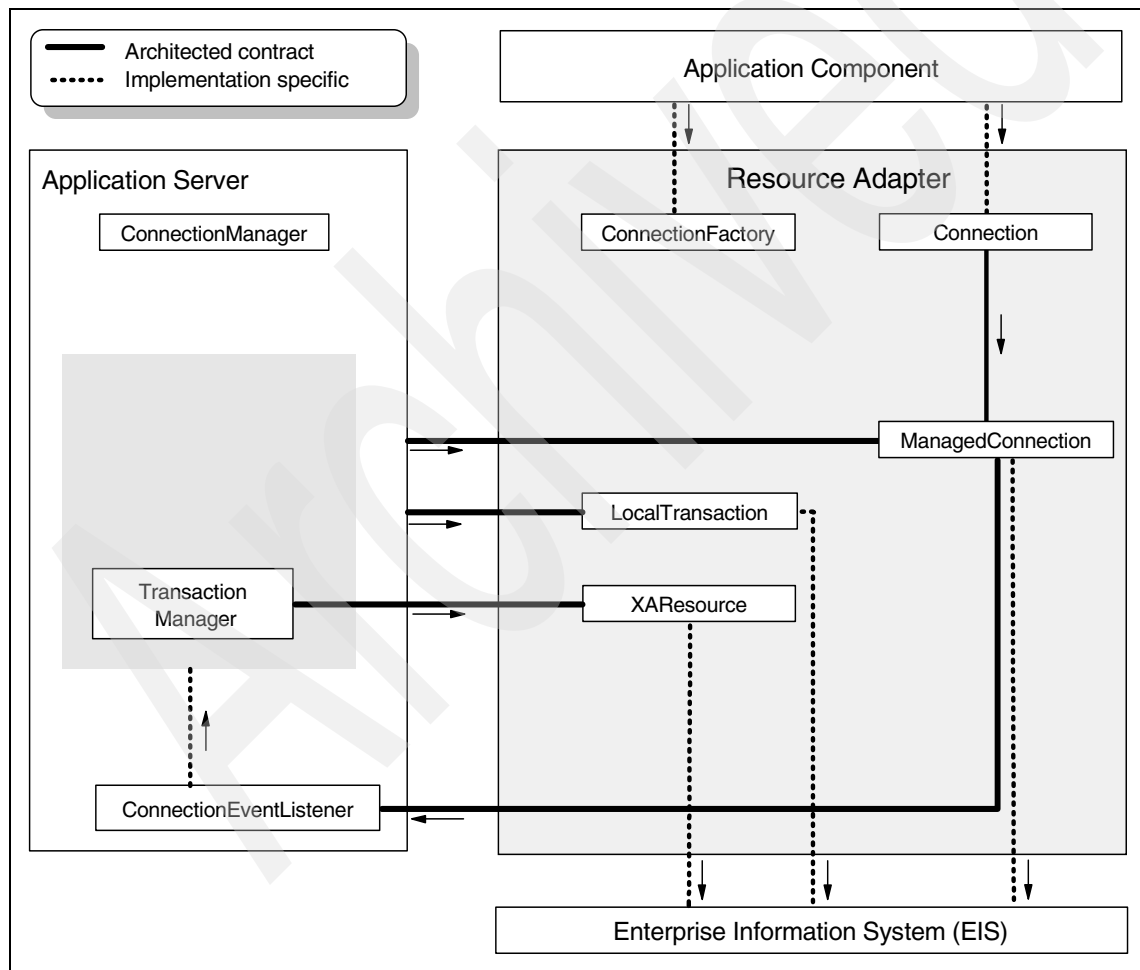 Architected contract
Implementation specific
Application Component
Application Server
Resource Adapter
ConnectionManager
ConnectionFactory
Connection
ManagedConnection
LocalTransaction
Transaction
Manager
XAResource
ConnectionEventListener
Enterprise Information System (EIS)
Archived